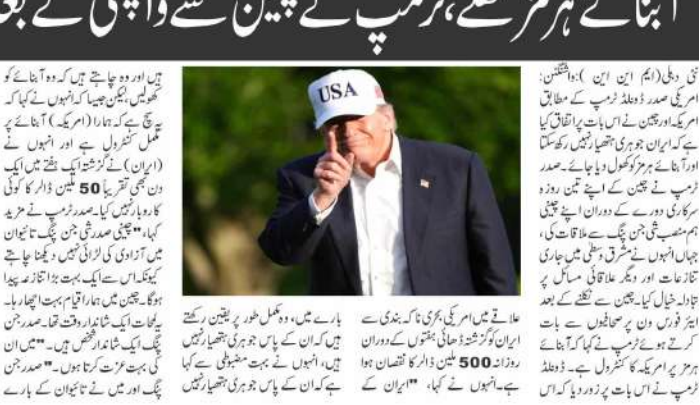 آبنائے ہرمز کھلے، ٹرمپ کے چین سے واپسی کے بعد
نئی دہلی (ایم این این ): واشنگٹن:
امریکی صدر ڈونلڈ ٹرمپ کے مطابق
امریکہ اور چین نے اس بات پر اتفاق کیا
ہے کہ ایران جوہری ہتھیار نہیں رکھ سکتا
اور آبنائے ہرمز کو کھول دیا جائے۔ صدر
ٹرمپ نے چین کے اپنے تین روزہ
سرکاری دورے کے دوران اپنے چینی
ہم منصب شی جن پنگ سے ملاقات کی،
جہاں انہوں نے مشرق وسطیٰ میں جاری
تنازعات اور دیگر علاقائی مسائل پر
تبادلہ خیال کیا۔ چین سے نکلنے کے بعد
ایئر فورس ون پر صحافیوں سے بات
کرتے ہوئے ٹرمپ نے کہا کہ آبنائے
ہرمز پر امریکہ کا کنٹرول ہے۔ ڈونلڈ
ٹرمپ نے اس بات پر زور دیا کہ اس
USA
علاقے میں امریکی بحری ناکہ بندی سے
ایران کو گزشتہ ڈھائی ہفتوں کے دوران
روزانہ 500 ملین ڈالر کا نقصان ہوا
ہے۔ انہوں نے کہا، "ایران کے
بارے میں، وہ مکمل طور پر یقین رکھتے
ہیں کہ ان کے پاس جوہری ہتھیار نہیں
ہیں، انہوں نے بہت مضبوطی سے کہا
ہے کہ ان کے پاس جوہری ہتھیار نہیں
ہیں اور وہ چاہتے ہیں کہ وہ آبنائے کو
کھولیں، لیکن جیسا کہ انہوں نے کہا کہ
یہ سچ ہے کہ ہمارا (امریکہ) آبنائے پر
مکمل کنٹرول ہے اور انہوں نے
(ایران) نے گزشتہ ایک ہفتے میں ایک
دن بھی تقریباً 50 ملین ڈالر کا کوئی
کاروبار نہیں کیا۔ صدر ٹرمپ نے مزید
کہا، "چینی صدر شی جن پنگ تائیوان
میں آزادی کی لڑائی نہیں دیکھنا چاہتے
کیونکہ اس سے ایک بہت بڑا تنازعہ پیدا
ہوگا۔ چین میں ہمارا قیام بہت اچھا رہا۔
یہ لمحات ایک شاندار وقت تھا۔ صدر جن
پنگ ایک شاندار شخص ہیں۔ "میں ان
کی بہت عزت کرتا ہوں۔" صدر جن
پنگ اور میں نے تائیوان کے بارے